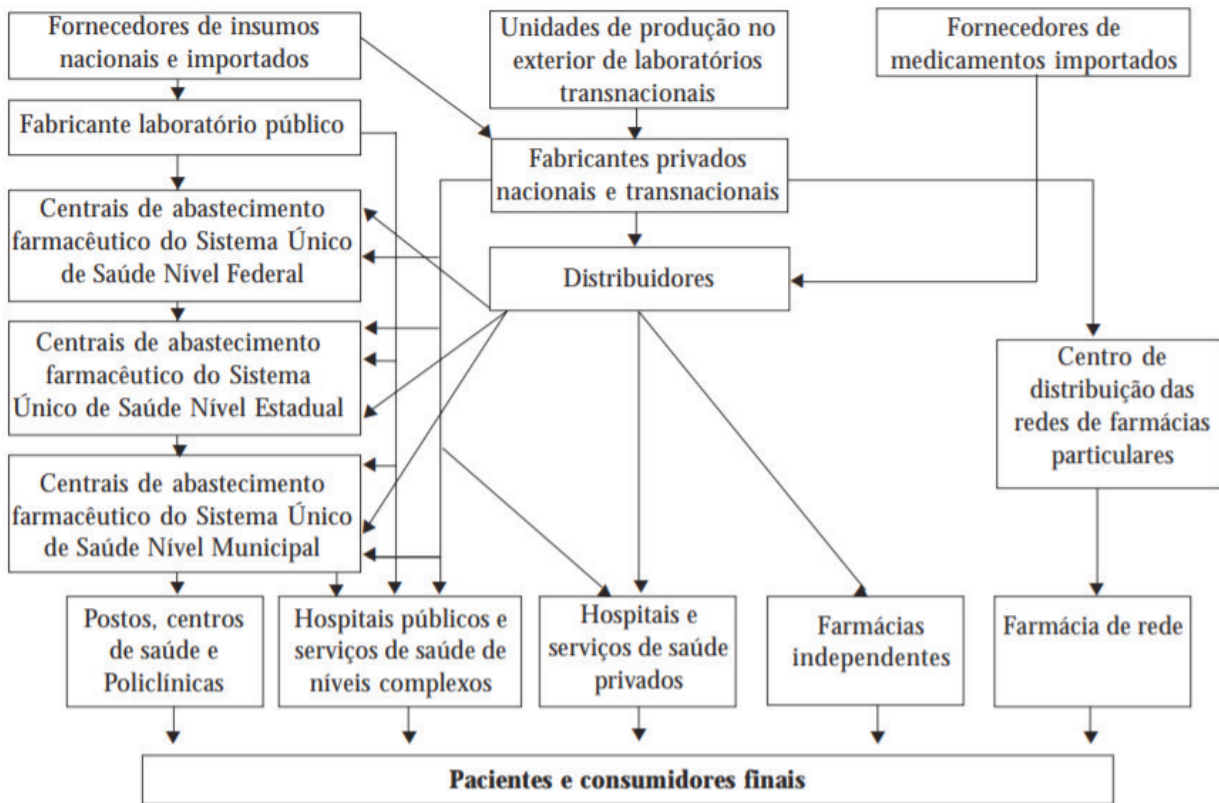 Fornecedores de insumos
nacionais e importados
Unidades de produção no
exterior de laboratórios
transnacionais
Fornecedores de
medicamentos importados
Fabricante laboratório público
Fabricantes privados
nacionais e transnacionais
Centrais de abastecimento
farmacêutico do Sistema Único
de Saúde Nível Federal
Distribuidores
Centrais de abastecimento
farmacêutico do Sistema
Único de Saúde Nível Estadual
Centro de
distribuição das
redes de farmácias
particulares
Centrais de abastecimento
farmacêutico do Sistema Único
de Saúde Nível Municipal
Postos, centros
de saúde e
Policlínicas
Hospitais públicos e
serviços de saúde de
níveis complexos
Hospitais e
serviços de saúde
privados
Farmácias
independentes
Farmácia de rede
Pacientes e consumidores finais